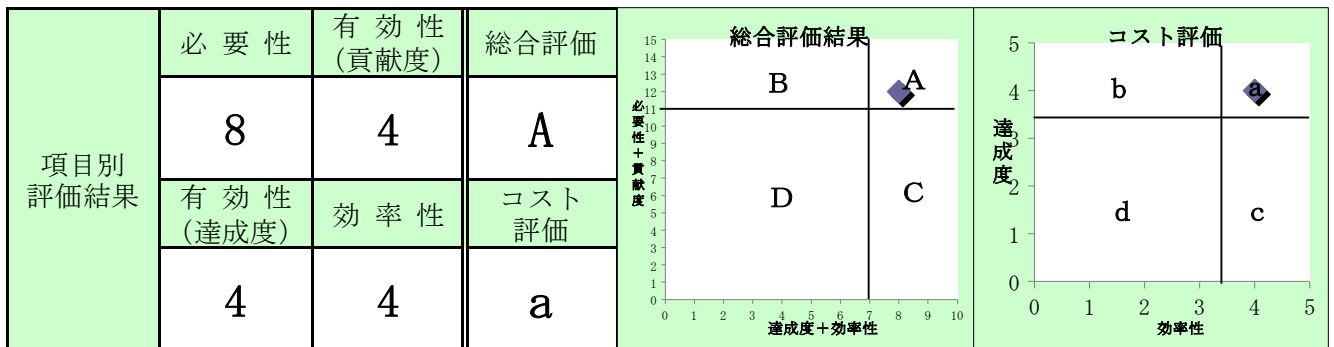 項目別
評価結果
必 要 性
有 効 性
(貢献度)
総合評価
8
4
A
有 効 性
(達成度)
効 率 性
コスト
評価
4
4
a
総合評価結果
必要性+貢献度
15
14
13
12
11
10
9
8
7
6
5
4
3
2
1
0
B
A
D
C
0 1 2 3 4 5 6 7 8 9 10
達成度+効率性
コスト評価
達成度
5
4
3
2
1
0
b
a
d
c
0 1 2 3 4 5
効率性